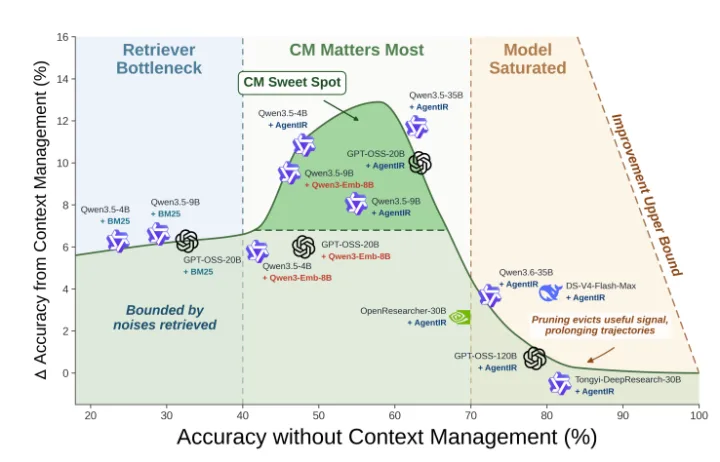 Retriever
Bottleneck
CM Matters Most
Model
Saturated
CM Sweet Spot
Improvement Upper Bound
Qwen3.5-4B
+ BM25
Qwen3.5-9B
+ BM25
GPT-OSS-20B
+ BM25
Qwen3.5-4B
+ AgentIR
Qwen3.5-9B
+ Qwen3-Emb-8B
GPT-OSS-20B
+ AgentIR
Qwen3.5-35B
+ AgentIR
Qwen3.5-9B
+ AgentIR
GPT-OSS-20B
+ Qwen3-Emb-8B
Qwen3.5-4B
+ Qwen3-Emb-8B
OpenResearcher-30B
+ AgentIR
Qwen3.6-35B
+ AgentIR
DS-V4-Flash-Max
+ AgentIR
Pruning evicts useful signal,
prolonging trajectories
GPT-OSS-120B
+ AgentIR
Tongyi-DeepResearch-30B
+ AgentIR
Bounded by
noises retrieved
Δ Accuracy from Context Management (%)
16
14
12
10
8
6
4
2
0
20 30 40 50 60 70 80 90 100
Accuracy without Context Management (%)